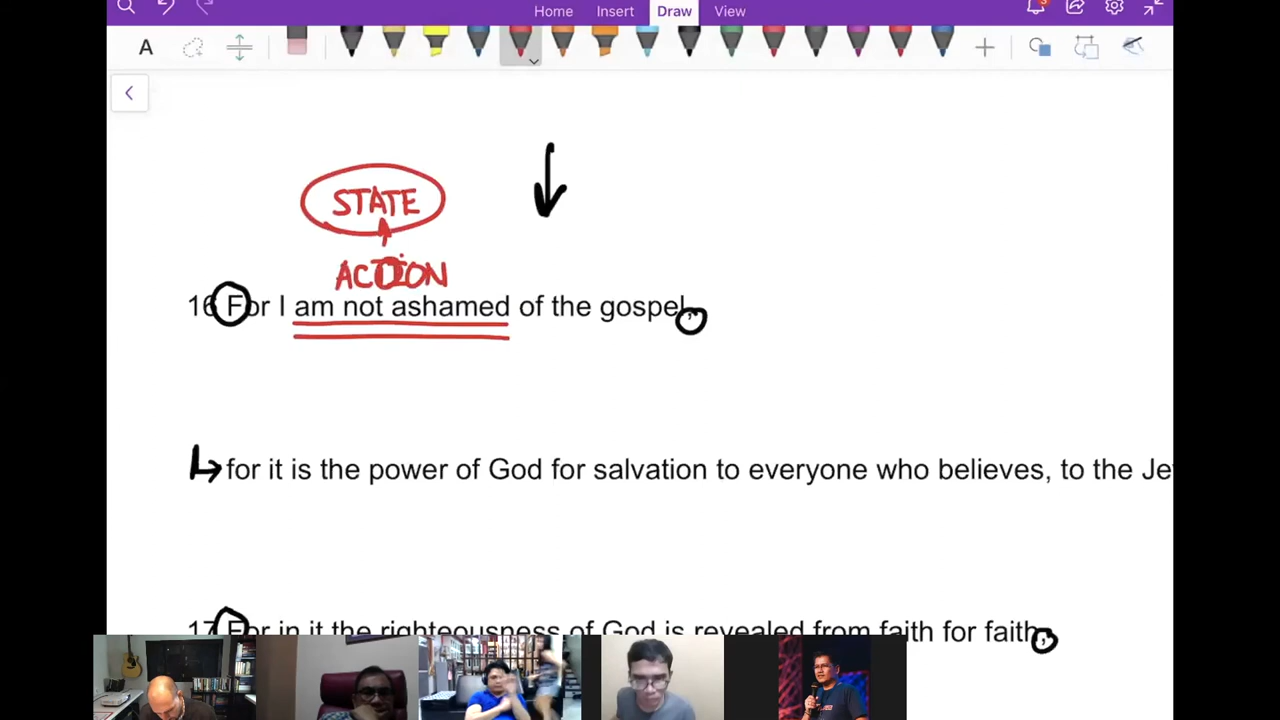 Home Insert Draw View
A
STATE
ACTION
16 For I am not ashamed of the gospel,
for it is the power of God for salvation to everyone who believes, to the Je
17 For in it the righteousness of God is revealed from faith for faith,